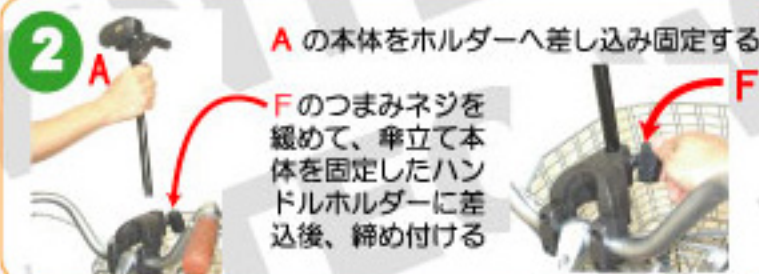 2
A
A の本体をホルダーへ差し込み固定する
Fのつまみネジを
緩めて、傘立て本
体を固定したハン
ドルホルダーに差
込後、締め付ける
F